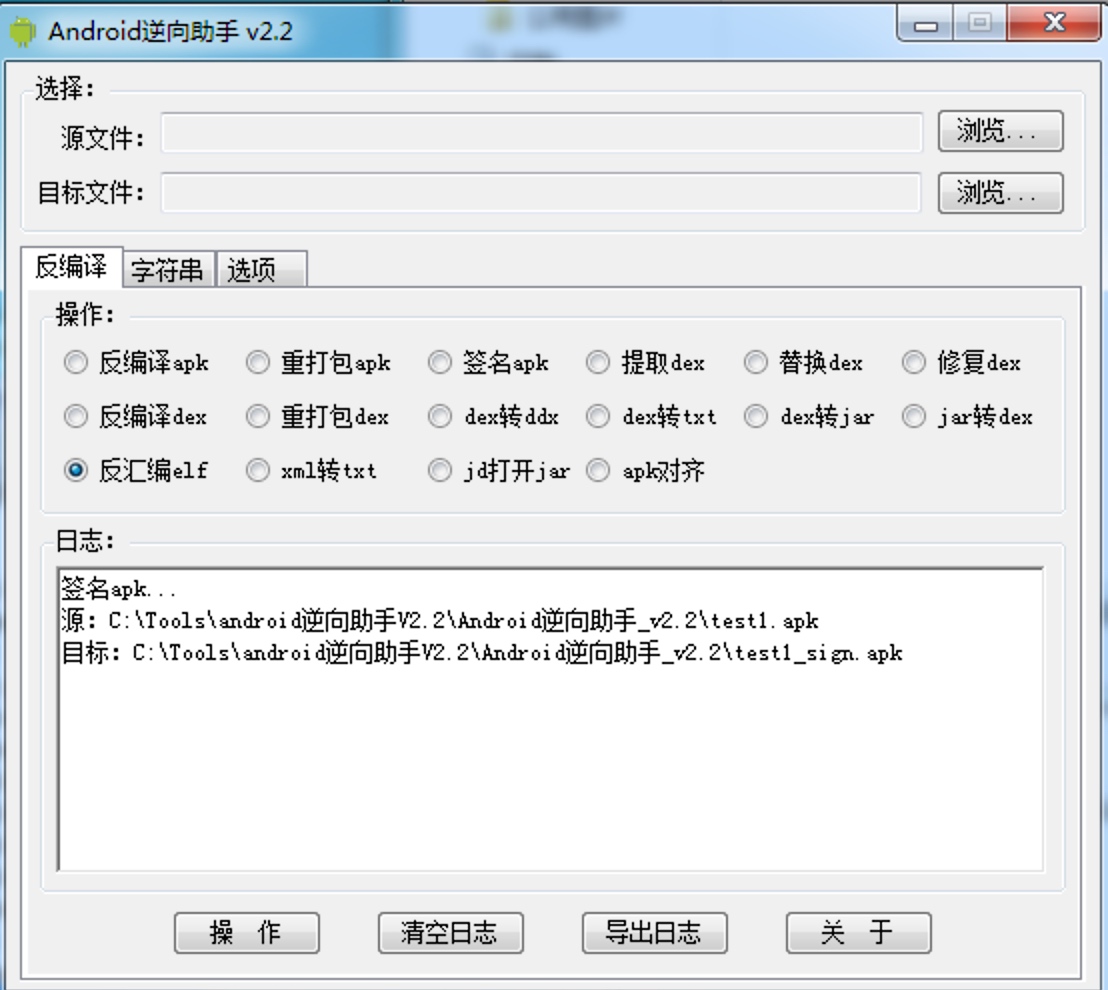 Android逆向助手 v2.2
选择：
源文件： 浏览...
目标文件： 浏览...
反编译 字符串 选项
操作：
反编译apk 重打包apk 签名apk 提取dex 替换dex 修复dex
反编译dex 重打包dex dex转ddx dex转txt dex转jar jar转dex
反汇编elf xml转txt jd打开jar apk对齐
日志：
签名apk...
源：C:\Tools\android逆向助手V2.2\Android逆向助手_v2.2\test1.apk
目标：C:\Tools\android逆向助手V2.2\Android逆向助手_v2.2\test1_sign.apk
操 作 清空日志 导出日志 关 于